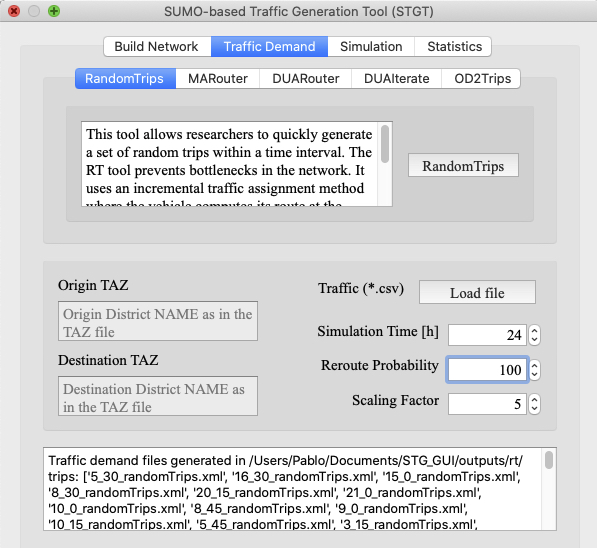 SUMO-based Traffic Generation Tool (STGT)
Build Network Traffic Demand Simulation Statistics
RandomTrips MARouter DUARouter DUAIterate OD2Trips
This tool allows researchers to quickly generate
a set of random trips within a time interval. The
RT tool prevents bottlenecks in the network. It
uses an incremental traffic assignment method
where the vehicle computes its route at the
RandomTrips
Origin TAZ
Origin District NAME as in the
TAZ file
Destination TAZ
Destination District NAME as
in the TAZ file
Traffic (*.csv) Load file
Simulation Time [h] 24
Reroute Probability 100
Scaling Factor 5
Traffic demand files generated in /Users/Pablo/Documents/STG_GUI/outputs/rt/
trips: ['5_30_randomTrips.xml', '16_30_randomTrips.xml', '15_0_randomTrips.xml',
'8_30_randomTrips.xml', '20_15_randomTrips.xml', '21_0_randomTrips.xml',
'10_0_randomTrips.xml', '8_45_randomTrips.xml', '9_0_randomTrips.xml',
'10_15_randomTrips.xml', '5_45_randomTrips.xml', '3_15_randomTrips.xml',